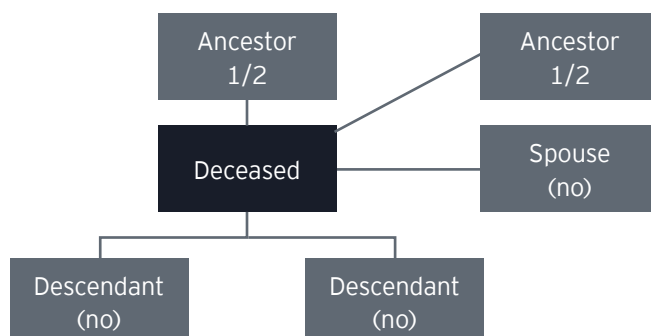 Ancestor
1/2
Ancestor
1/2
Deceased
Spouse
(no)
Descendant
(no)
Descendant
(no)